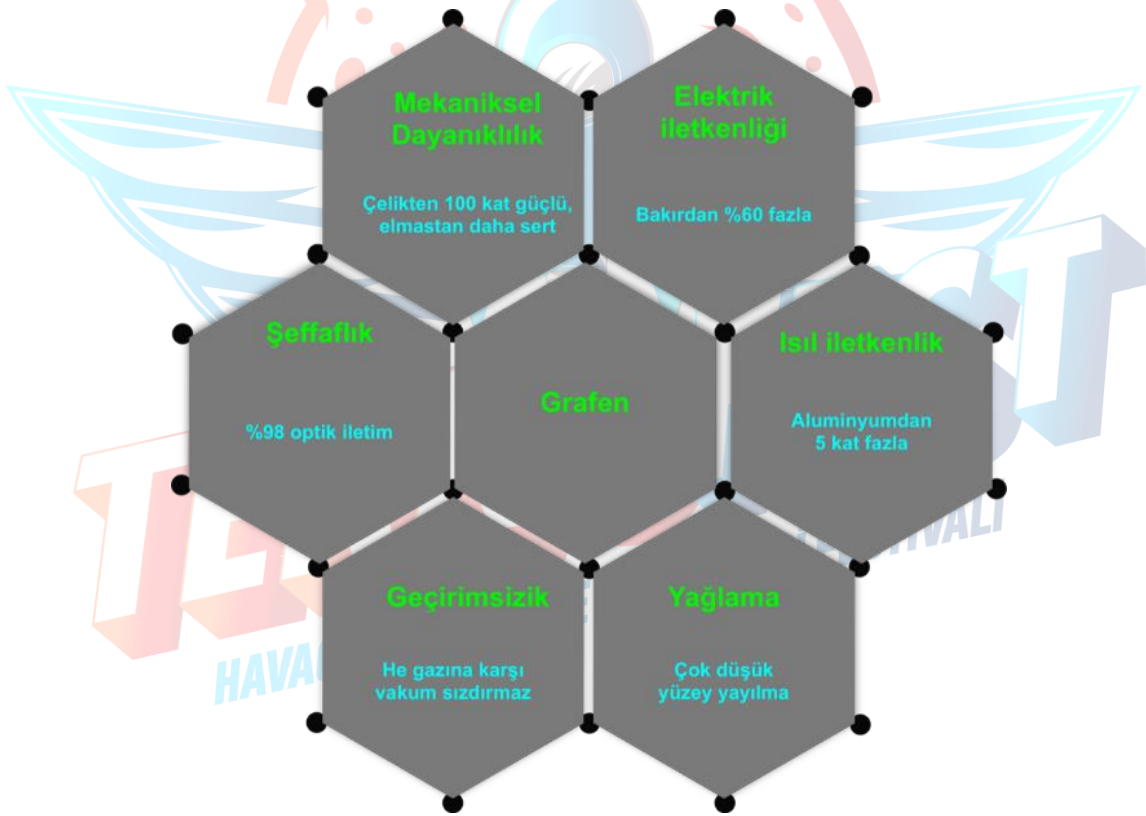 Mekaniksel
Dayanıklılık
Çelikten 100 kat güçlü,
elmastan daha sert
Elektrik
iletkenliği
Bakırdan %60 fazla
Şeffaflık
%98 optik iletim
Grafen
Isıl iletkenlik
Aluminyumdan
5 kat fazla
Geçirimsizik
He gazına karşı
vakum sızdırmaz
Yağlama
Çok düşük
yüzey yayılma